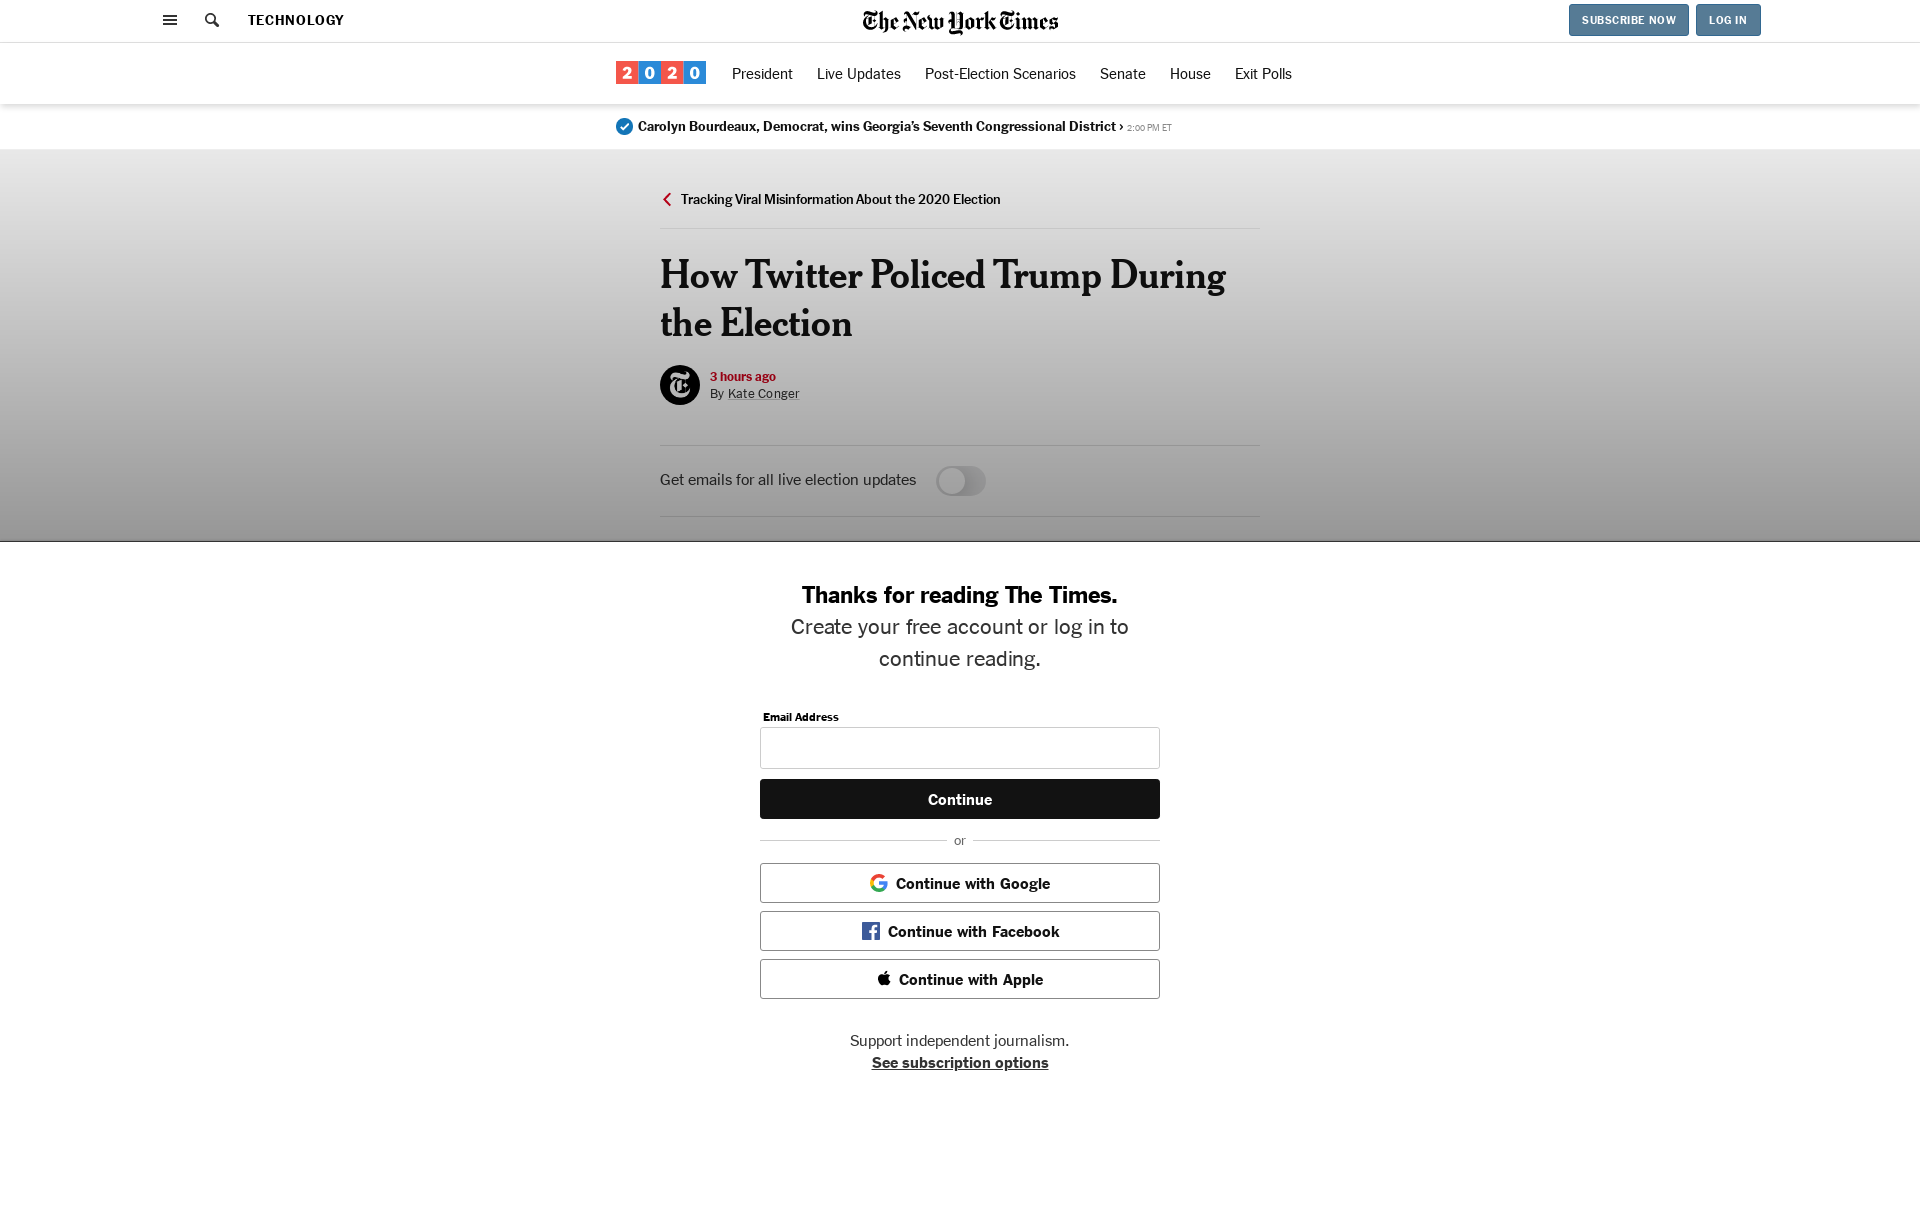 TECHNOLOGY
The New York Times
SUBSCRIBE NOW
LOG IN
2020
President
Live Updates
Post-Election Scenarios
Senate
House
Exit Polls
Carolyn Bourdeaux, Democrat, wins Georgia’s Seventh Congressional District › 2:00 PM ET
Tracking Viral Misinformation About the 2020 Election
How Twitter Policed Trump During
the Election
3 hours ago
By Kate Conger
Get emails for all live election updates
Thanks for reading The Times.
Create your free account or log in to
continue reading.
Email Address
Continue
or
Continue with Google
Continue with Facebook
Continue with Apple
Support independent journalism.
See subscription options